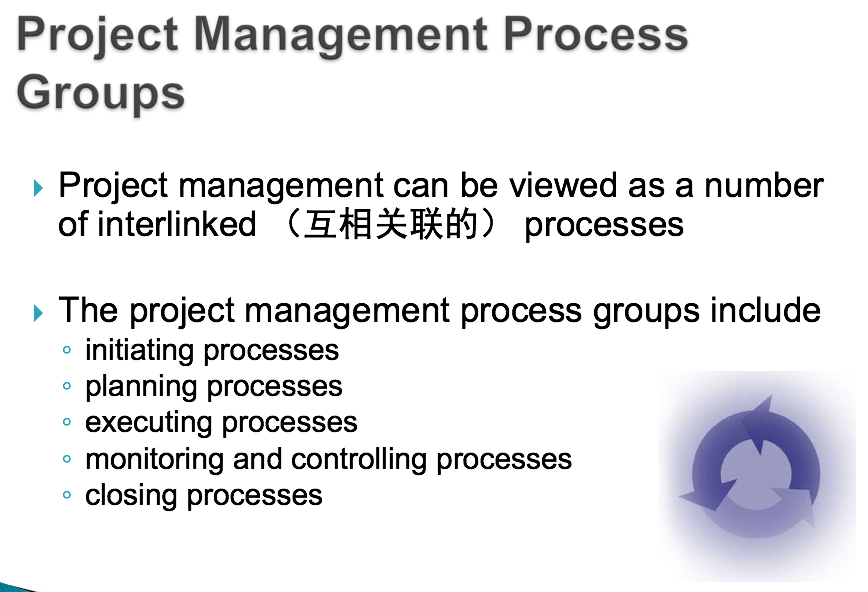 Project Management Process
Groups
Project management can be viewed as a number
of interlinked （互相关联的） processes
The project management process groups include
initiating processes
planning processes
executing processes
monitoring and controlling processes
closing processes